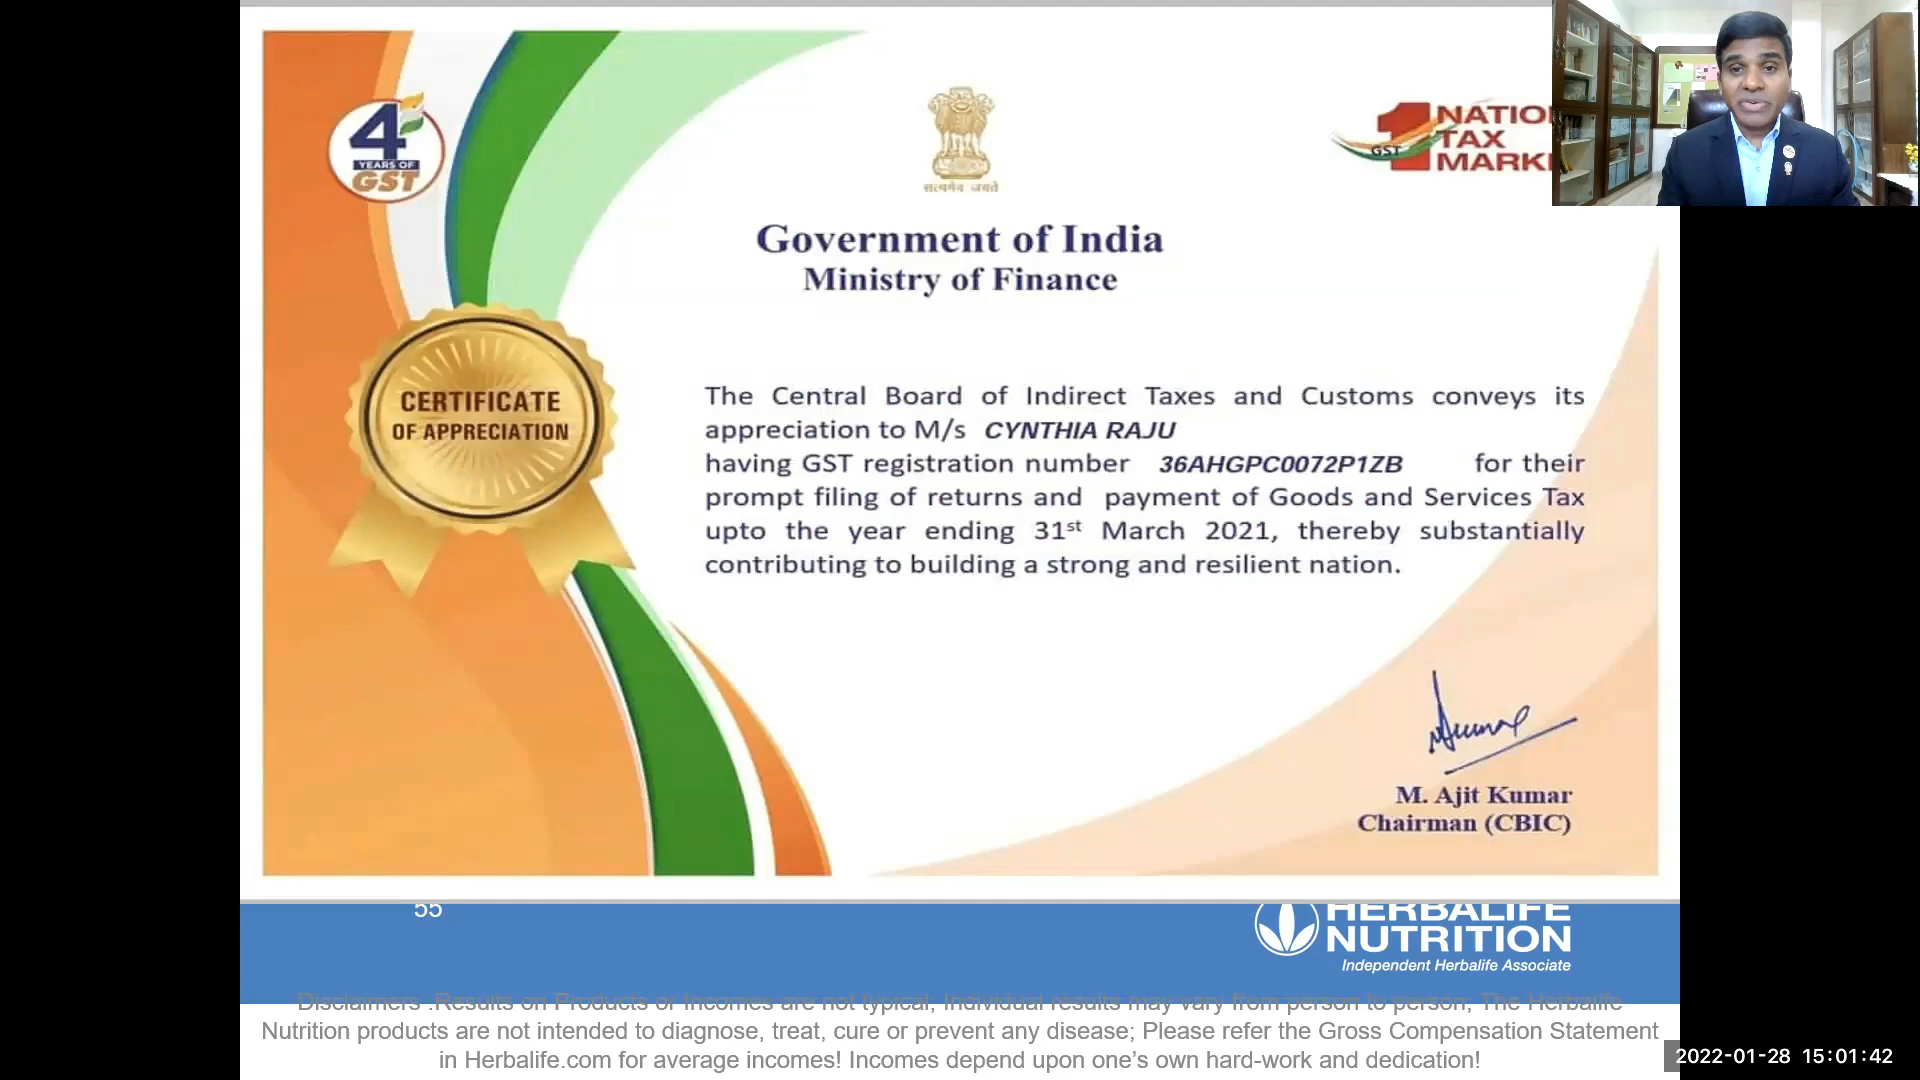 4
YEARS OF
GST
सत्यमेव जयते
GST
1
NATIO
TAX
MARK
Government of India
Ministry of Finance
CERTIFICATE
OF APPRECIATION
The Central Board of Indirect Taxes and Customs conveys its
appreciation to M/s CYNTHIA RAJU
having GST registration number 36AHGPC0072P1ZB for their
prompt filing of returns and payment of Goods and Services Tax
upto the year ending 31st March 2021, thereby substantially
contributing to building a strong and resilient nation.
M. Ajit Kumar
Chairman (CBIC)
55
HERBALIFE
NUTRITION
Independent Herbalife Associate
Disclaimers :Results on Products or Incomes are not typical; Individual results may vary from person to person; The Herbalife
Nutrition products are not intended to diagnose, treat, cure or prevent any disease; Please refer the Gross Compensation Statement
in Herbalife.com for average incomes! Incomes depend upon one’s own hard-work and dedication!
2022-01-28 15:01:42